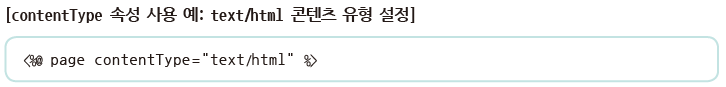 [contentType 속성 사용 예: text/html 콘텐츠 유형 설정]
<%@ page contentType="text/html" %>